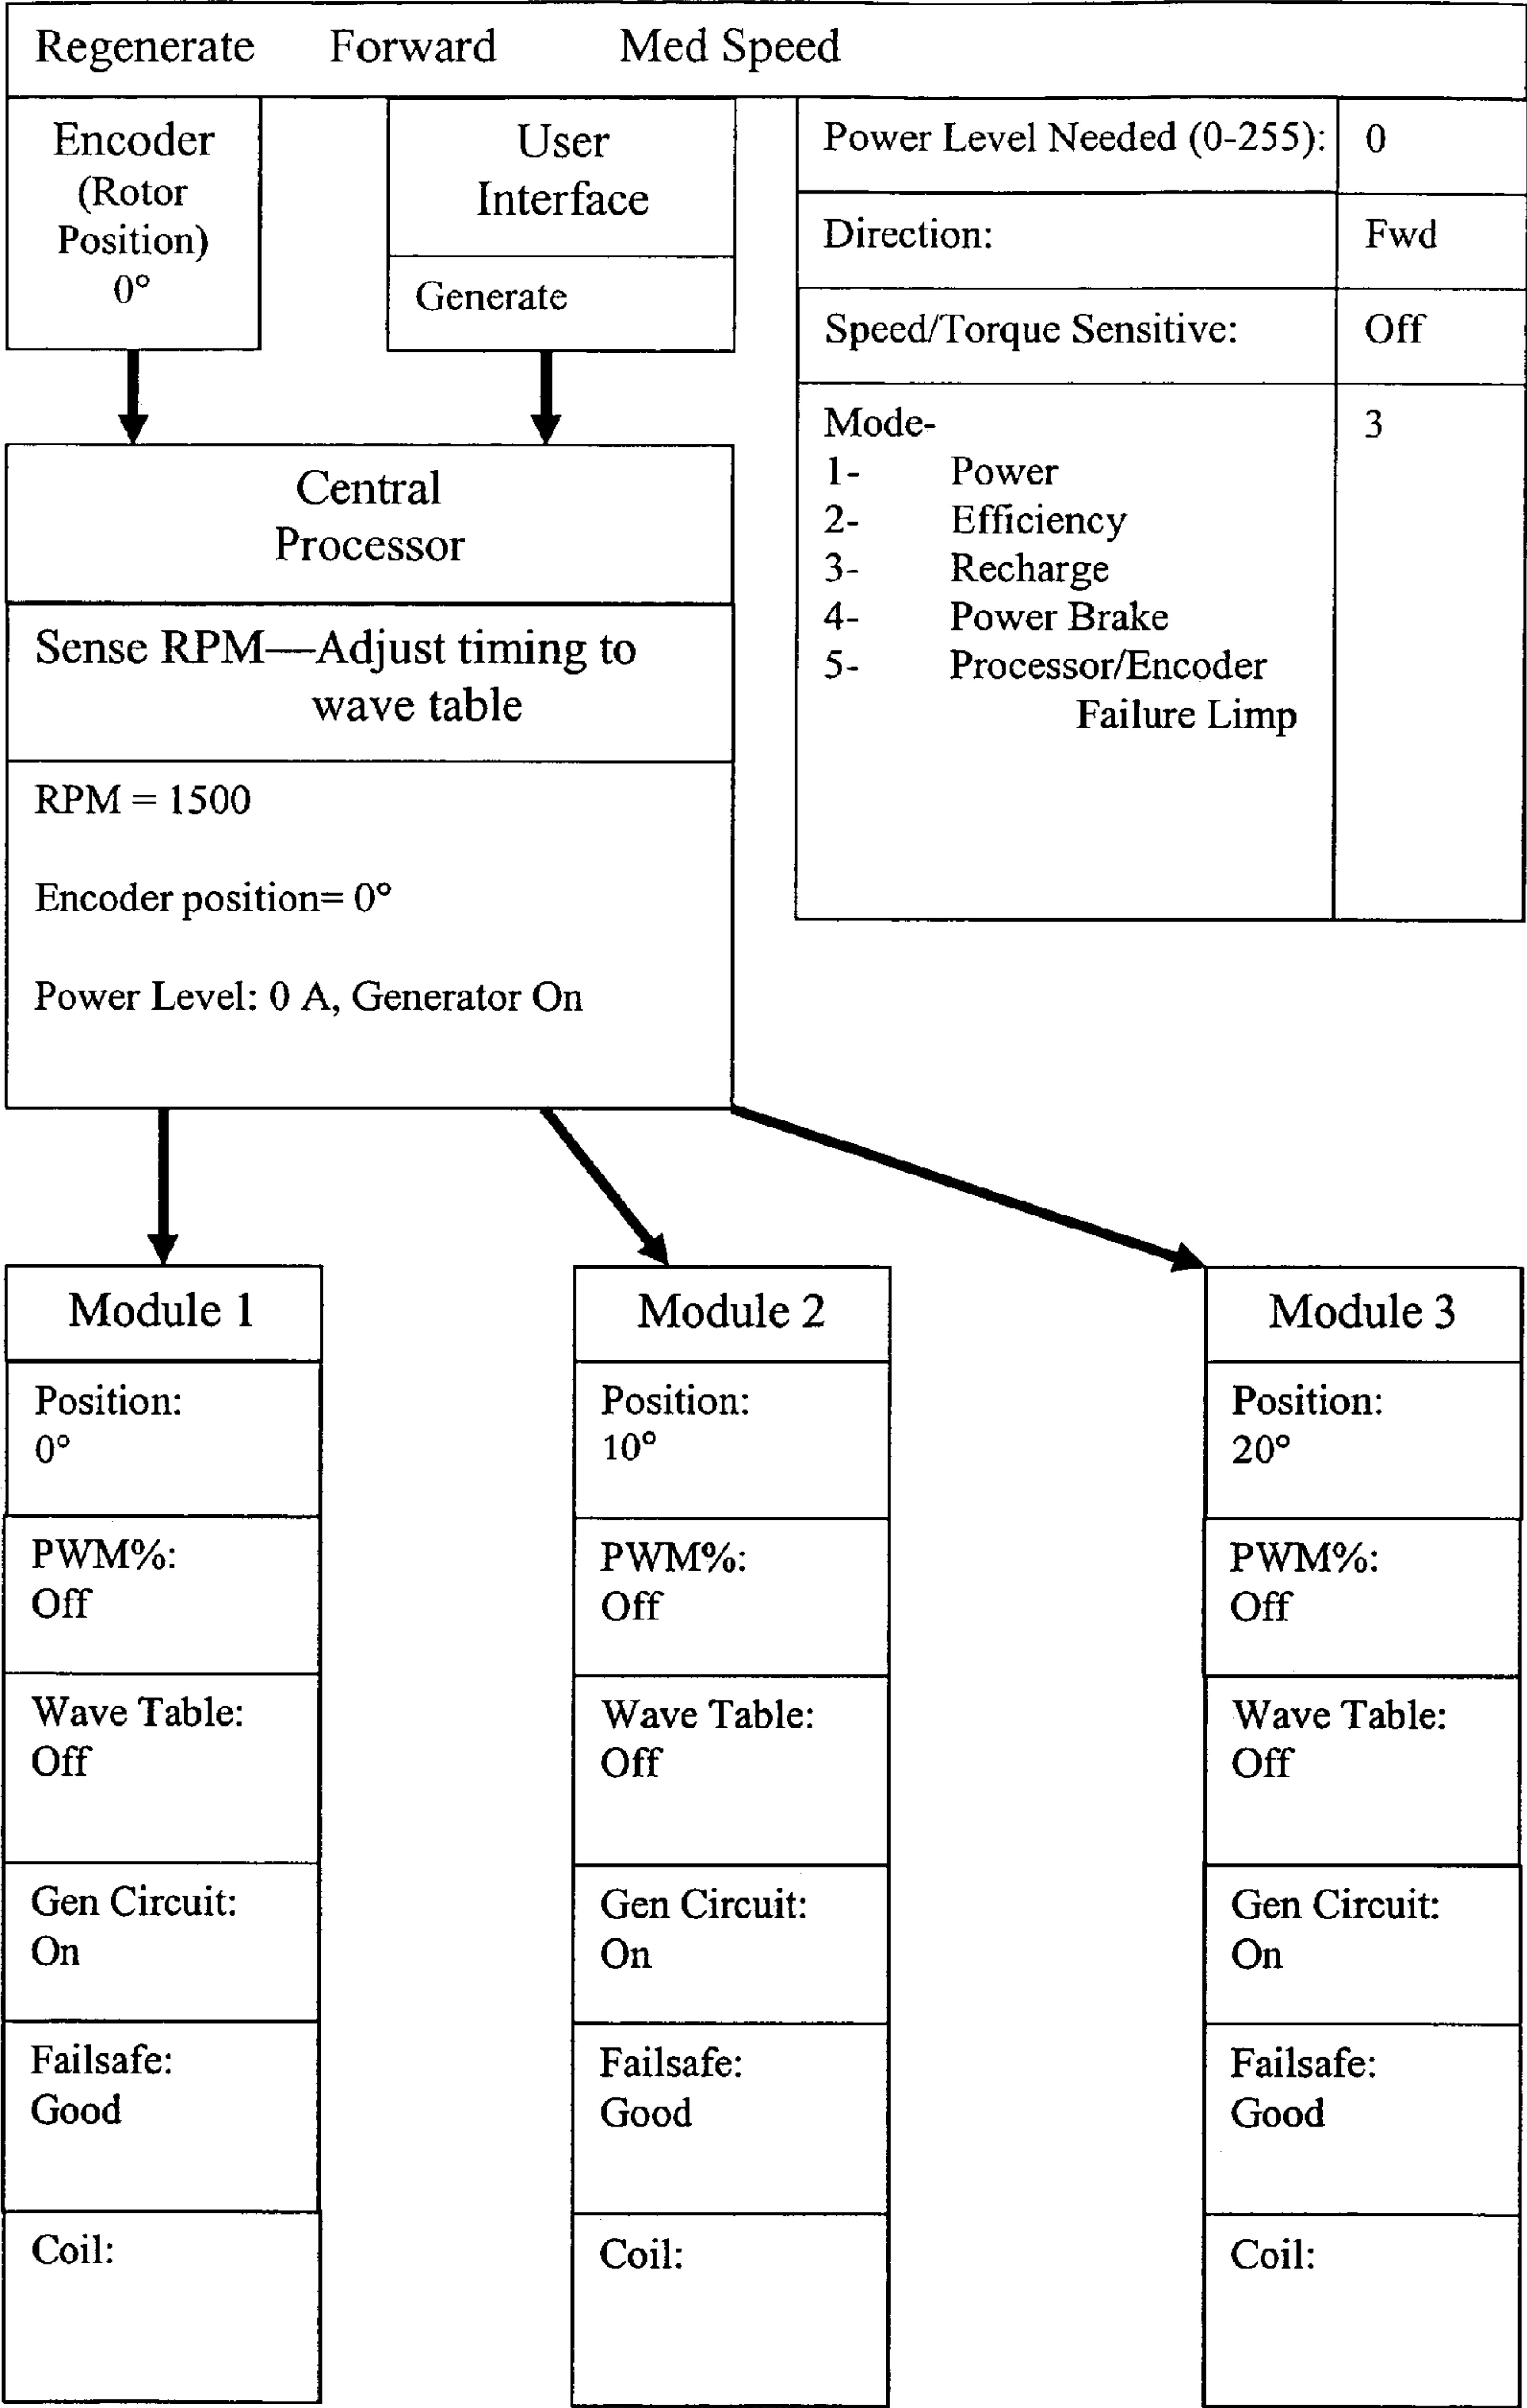 Regenerate Forward Med Speed
Encoder
(Rotor
Position)
0°
User
Interface
Generate
Power Level Needed (0-255): 0
Direction: Fwd
Speed/Torque Sensitive: Off
Mode- 3
1- Power
2- Efficiency
3- Recharge
4- Power Brake
5- Processor/Encoder
Failure Limp
Central
Processor
Sense RPM—Adjust timing to
wave table
RPM = 1500
Encoder position= 0°
Power Level: 0 A, Generator On
Module 1
Position:
0°
PWM%:
Off
Wave Table:
Off
Gen Circuit:
On
Failsafe:
Good
Coil:
Module 2
Position:
10°
PWM%:
Off
Wave Table:
Off
Gen Circuit:
On
Failsafe:
Good
Coil:
Module 3
Position:
20°
PWM%:
Off
Wave Table:
Off
Gen Circuit:
On
Failsafe:
Good
Coil: